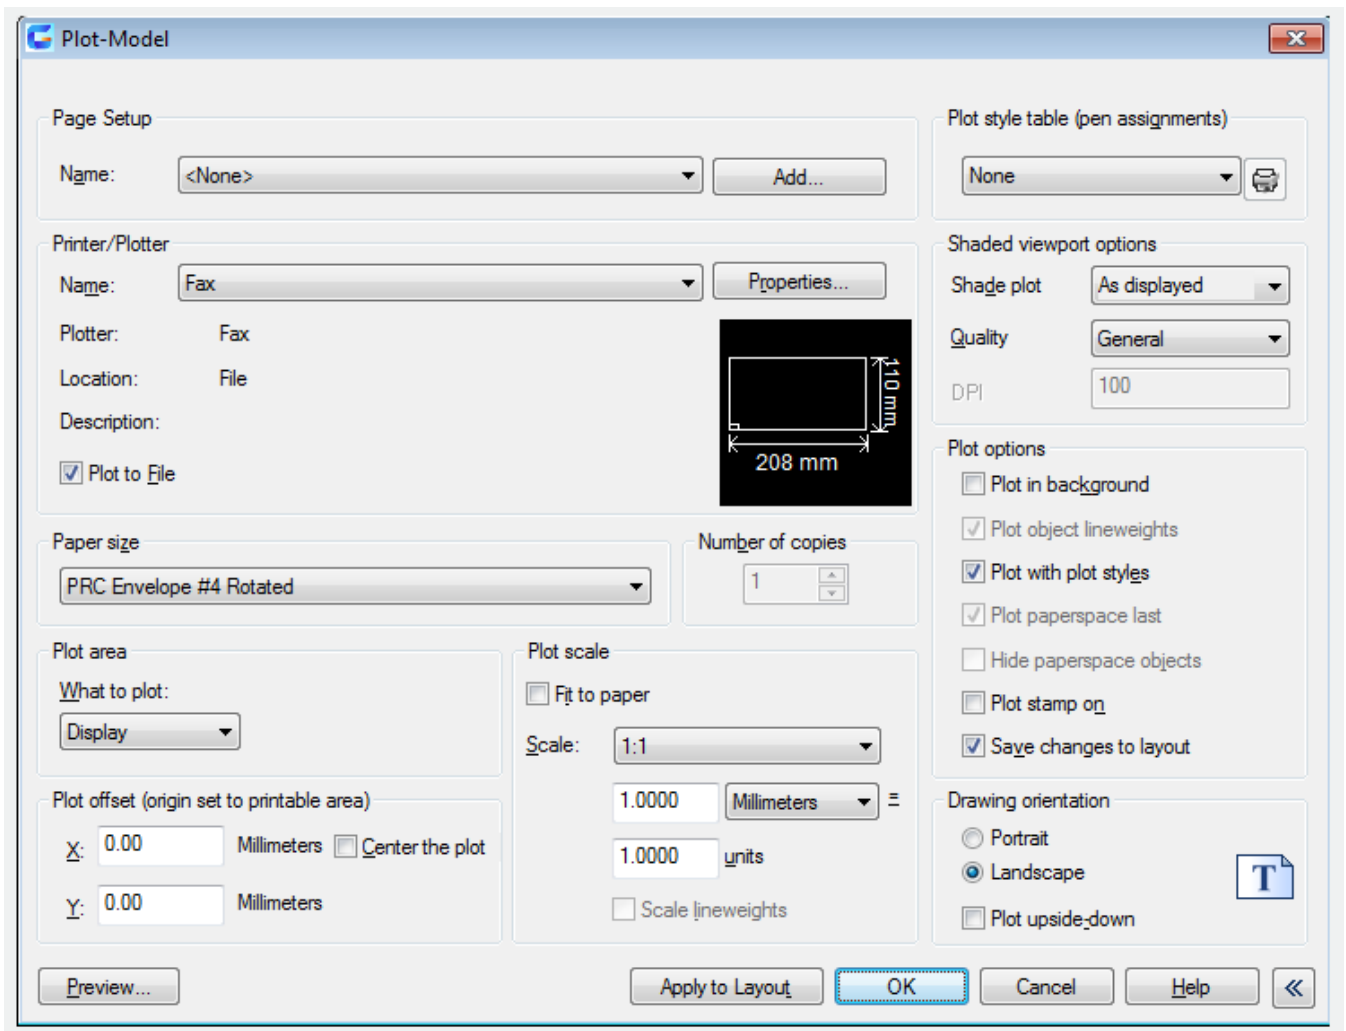 Plot-Model
Page Setup
Name: <None> Add...
Plot style table (pen assignments)
None
Printer/Plotter
Name: Fax Properties...
Plotter: Fax
Location: File
Description:
Plot to File
110 mm
208 mm
Shaded viewport options
Shade plot As displayed
Quality General
DPI 100
Paper size
PRC Envelope #4 Rotated
Number of copies
1
Plot options
Plot in background
Plot object lineweights
Plot with plot styles
Plot paperspace last
Hide paperspace objects
Plot stamp on
Save changes to layout
Plot area
What to plot:
Display
Plot scale
Fit to paper
Scale: 1:1
1.0000 Millimeters =
1.0000 units
Scale lineweights
Plot offset (origin set to printable area)
X: 0.00 Millimeters Center the plot
Y: 0.00 Millimeters
Drawing orientation
Portrait
Landscape
Plot upside-down
T
Preview... Apply to Layout OK Cancel Help «